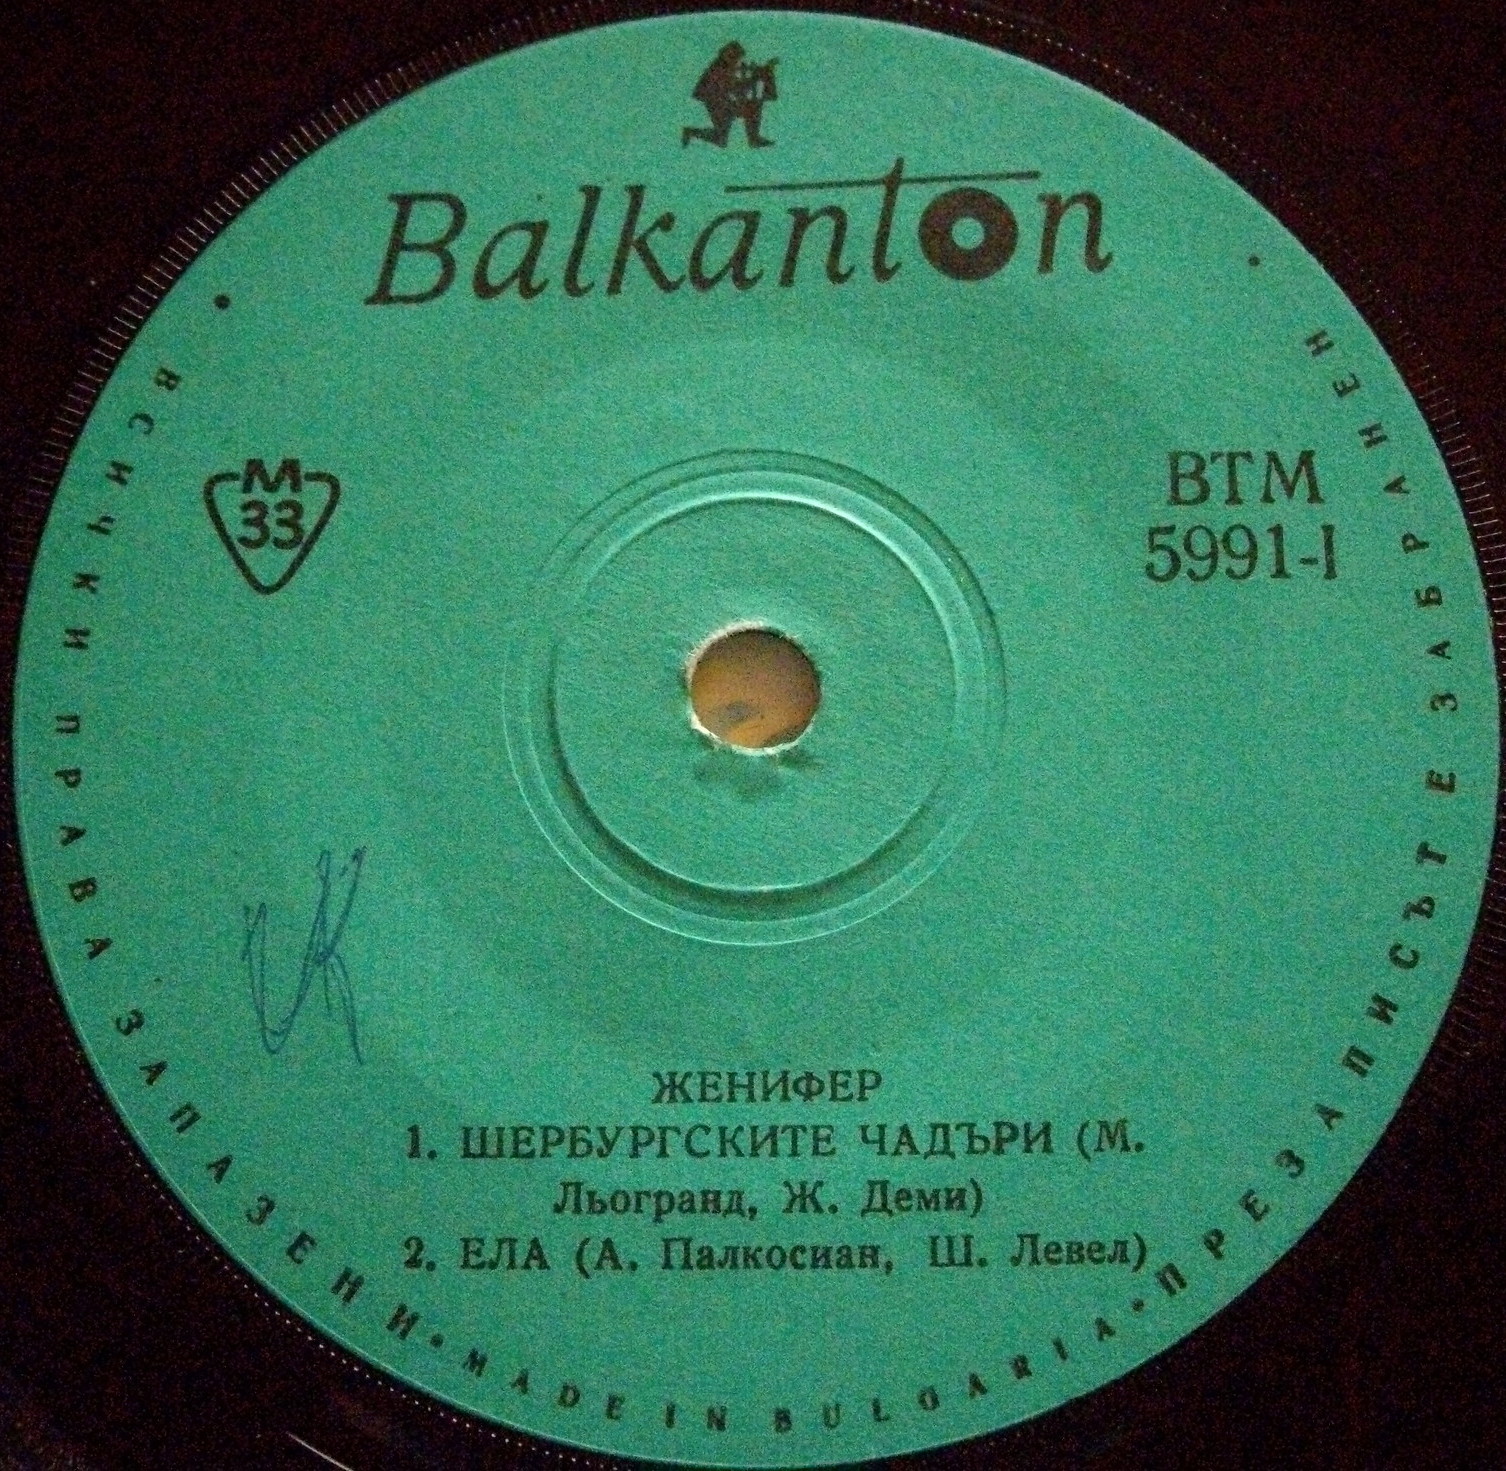 Balkanton
М
33
ВТМ
5991-I
ЖЕНИФЕР
1. ШЕРБУРГСКИТЕ ЧАДЪРИ (М.
Льогранд, Ж. Деми)
2. ЕЛА (А. Палкосиан, Ш. Левел)
• ВСИЧКИ ПРАВА ЗАПАЗЕНИ • MADE IN BULGARIA • ПРЕЗАПИСЪТ Е ЗАБРАНЕН •